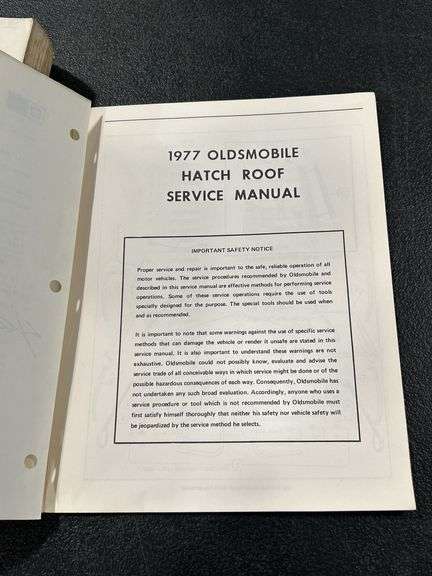 1977 OLDSMOBILE
HATCH ROOF
SERVICE MANUAL
IMPORTANT SAFETY NOTICE
Proper service and repair is important to the safe, reliable operation of all
motor vehicles. The service procedures recommended by Oldsmobile and
described in this service manual are effective methods for performing service
operations. Some of these service operations require the use of tools
specially designed for the purpose. The special tools should be used when
and as recommended.
It is important to note that some warnings against the use of specific service
methods that can damage the vehicle or render it unsafe are stated in this
service manual. It is also important to understand these warnings are not
exhaustive. Oldsmobile could not possibly know, evaluate and advise the
service trade of all conceivable ways in which service might be done or of the
possible hazardous consequences of each way. Consequently, Oldsmobile has
not undertaken any such broad evaluation. Accordingly, anyone who uses a
service procedure or tool which is not recommended by Oldsmobile must
first satisfy himself thoroughly that neither his safety nor vehicle safety will
be jeopardized by the service method he selects.